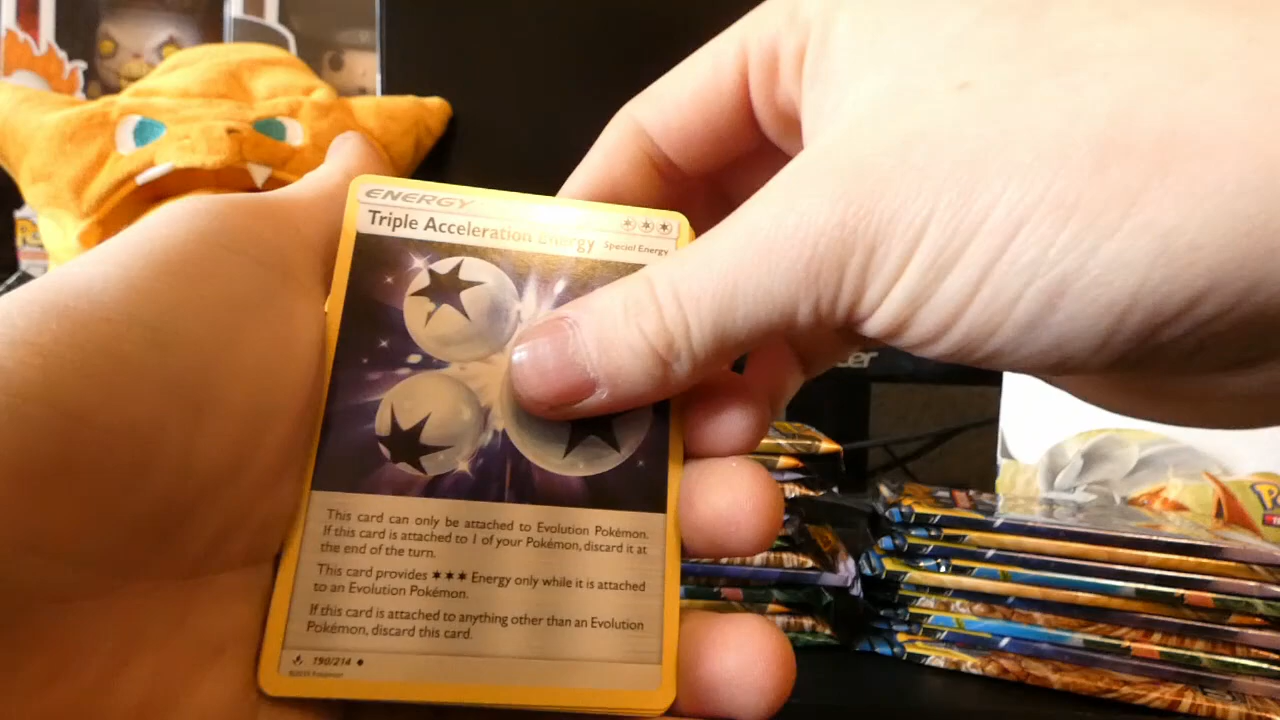 ENERGY
Triple Acceleration Energy Special Energy
This card can only be attached to Evolution Pokémon.
If this card is attached to 1 of your Pokémon, discard it at
the end of the turn.
This card provides ✶✶✶ Energy only while it is attached
to an Evolution Pokémon.
If this card is attached to anything other than an Evolution
Pokémon, discard this card.
190/214
©2019 Pokémon